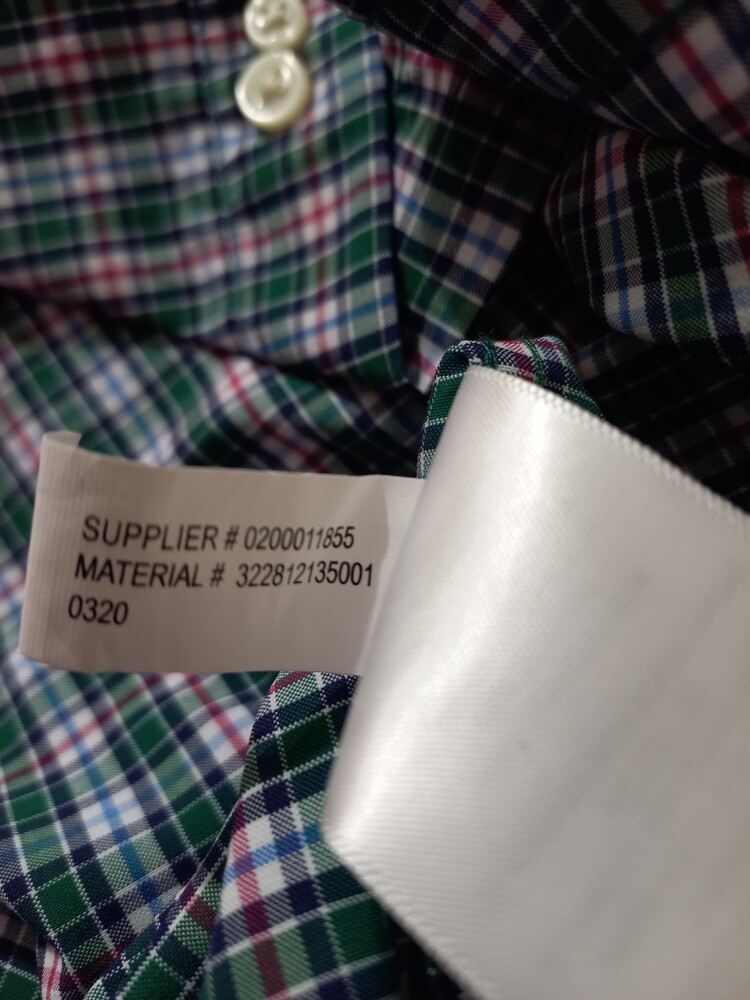 SUPPLIER # 0200011855
MATERIAL # 322812135001
0320